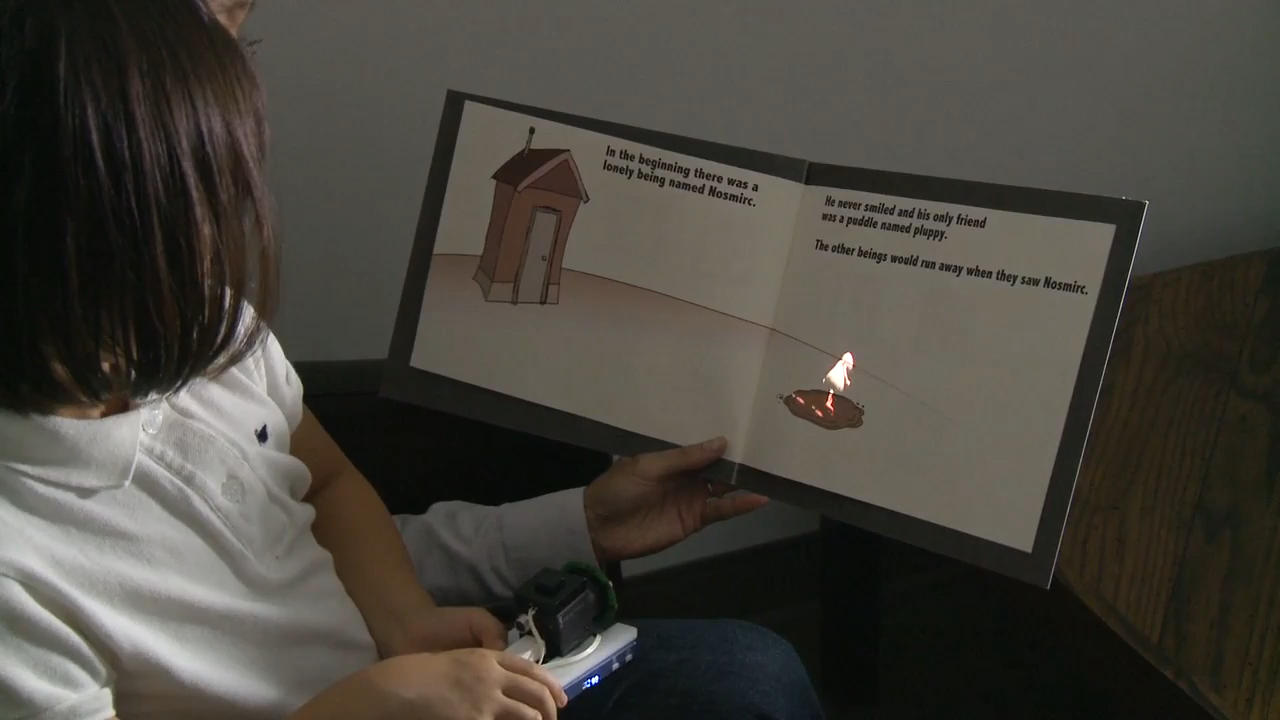 In the beginning there was a
lonely being named Nosmirc.
He never smiled and his only friend
was a puddle named pluppy.
The other beings would run away when they saw Nosmirc.